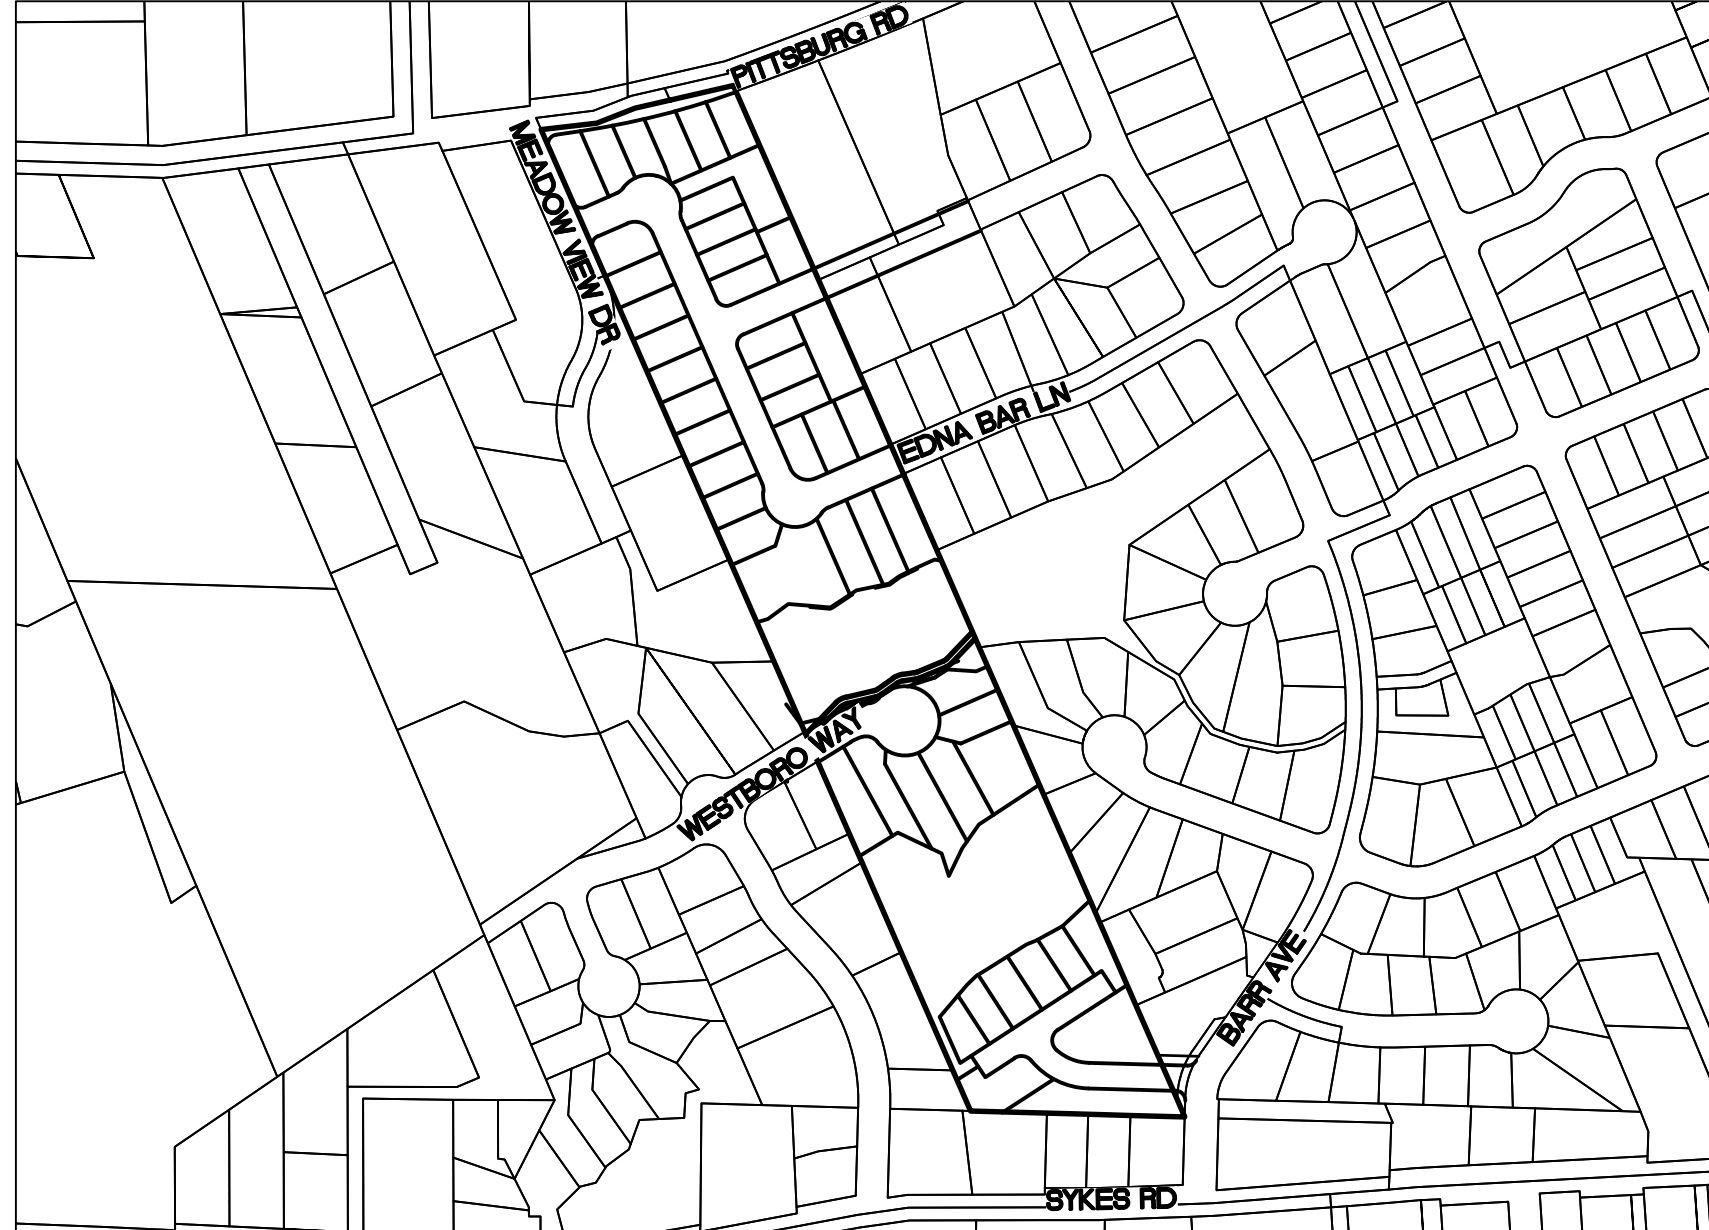 PITTSBURG RD
MEADOW VIEW DR
EDNA BAR LN
WESTBORO WAY
BARR AVE
SYKES RD